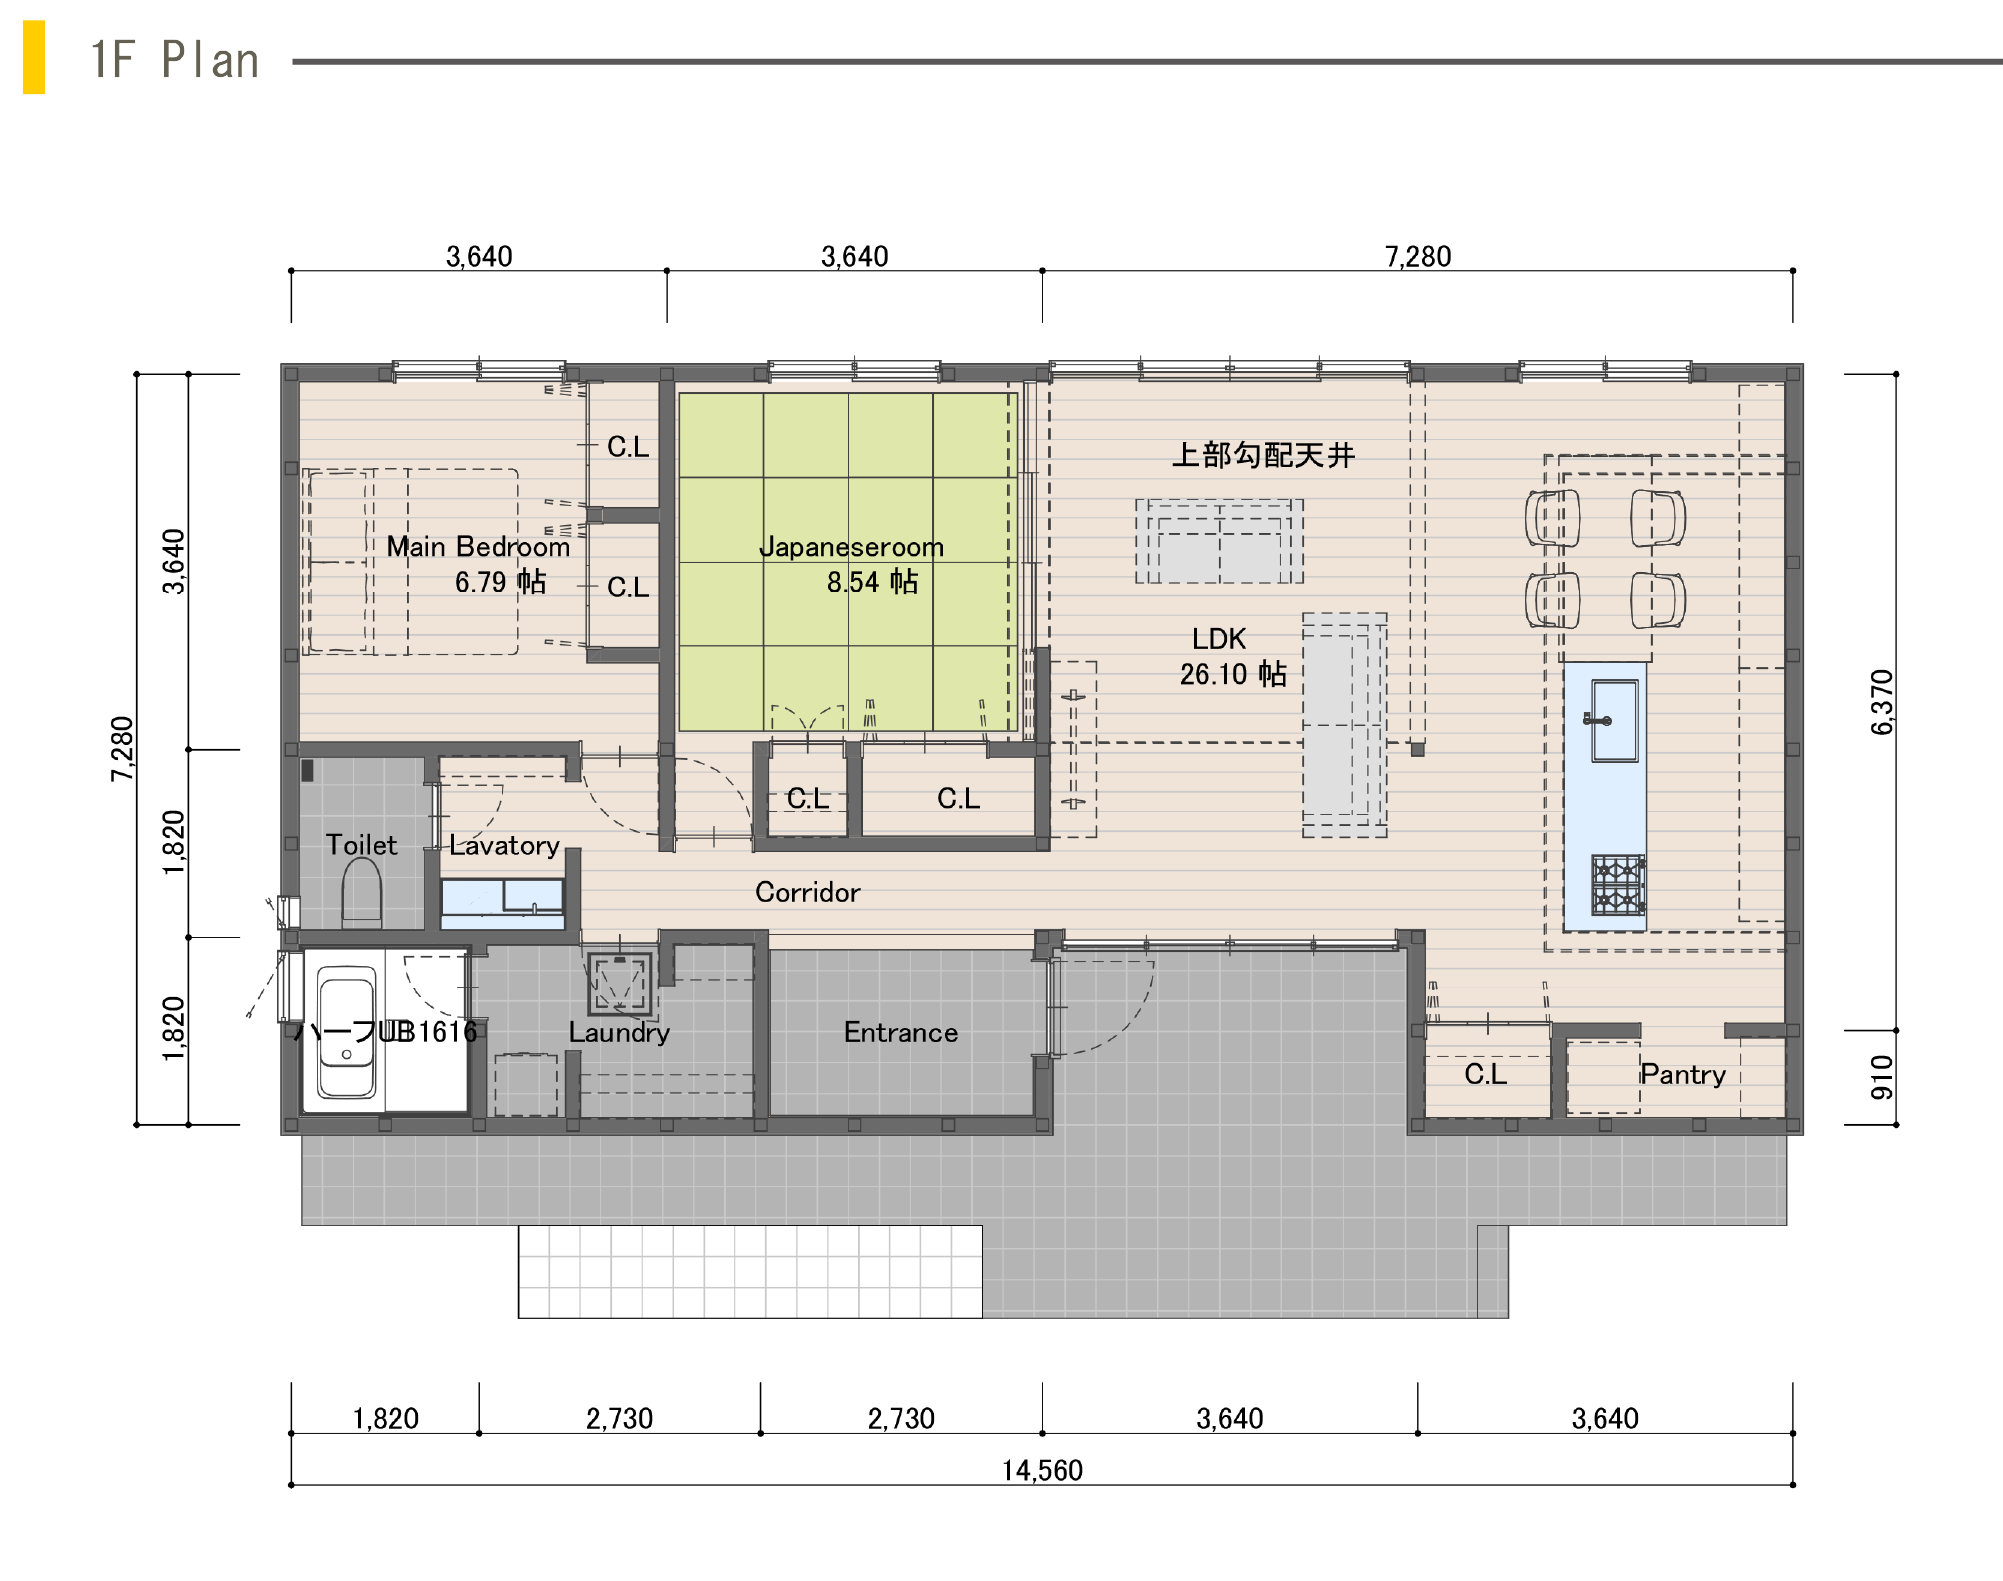 1F Plan
3,640
3,640
7,280
C.L
上部勾配天井
Main Bedroom
6.79 帖
C.L
Japaneseroom
8.54 帖
LDK
26.10 帖
3,640
7,280
6,370
C.L
C.L
Toilet
Lavatory
1,820
Corridor
ハーフUB1616
Laundry
Entrance
1,820
C.L
Pantry
910
1,820
2,730
2,730
3,640
3,640
14,560